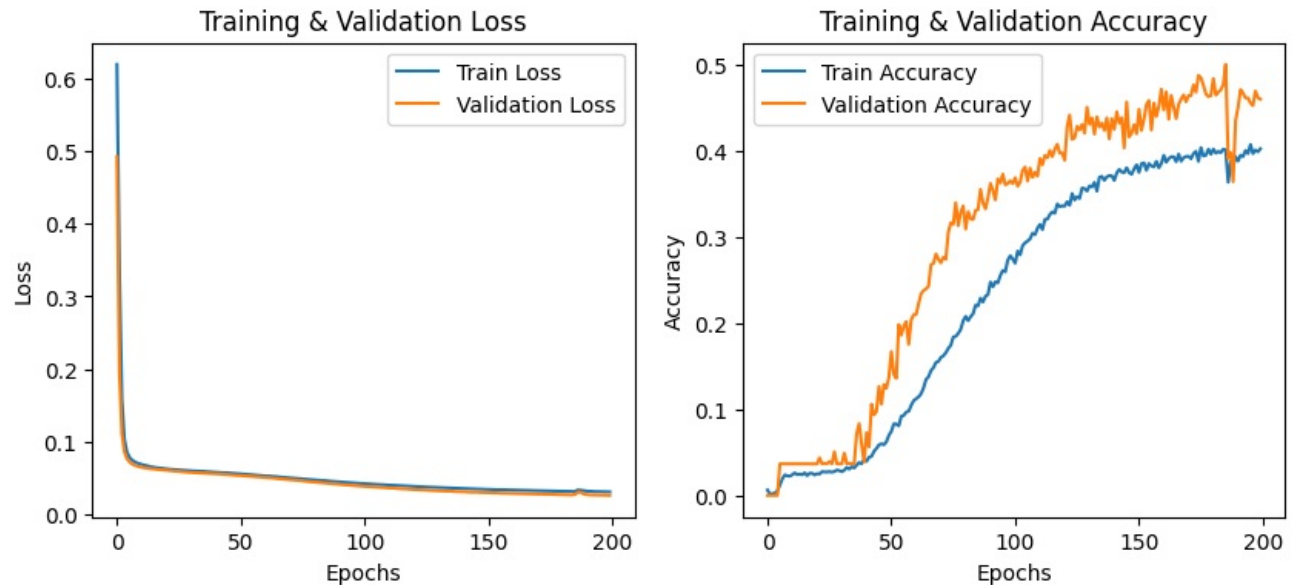 Training & Validation Loss
Train Loss
Validation Loss
0.6
0.5
0.4
0.3
0.2
0.1
0.0
Loss
0
50
100
150
200
Epochs
Training & Validation Accuracy
Train Accuracy
Validation Accuracy
0.5
0.4
0.3
0.2
0.1
0.0
Accuracy
0
50
100
150
200
Epochs